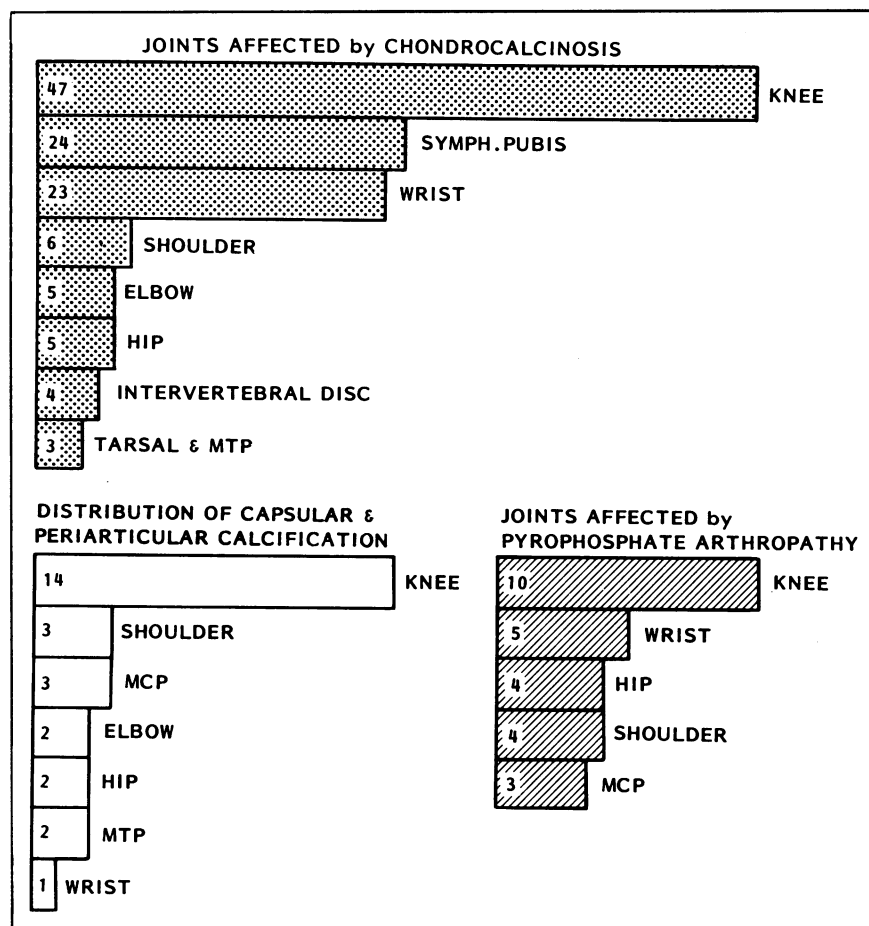 JOINTS AFFECTED by CHONDROCALCINOSIS
47 KNEE
24 SYMPH.PUBIS
23 WRIST
6 SHOULDER
5 ELBOW
5 HIP
4 INTERVERTEBRAL DISC
3 TARSAL & MTP
DISTRIBUTION OF CAPSULAR &
PERIARTICULAR CALCIFICATION
14 KNEE
3 SHOULDER
3 MCP
2 ELBOW
2 HIP
2 MTP
1 WRIST
JOINTS AFFECTED by
PYROPHOSPHATE ARTHROPATHY
10 KNEE
5 WRIST
4 HIP
4 SHOULDER
3 MCP